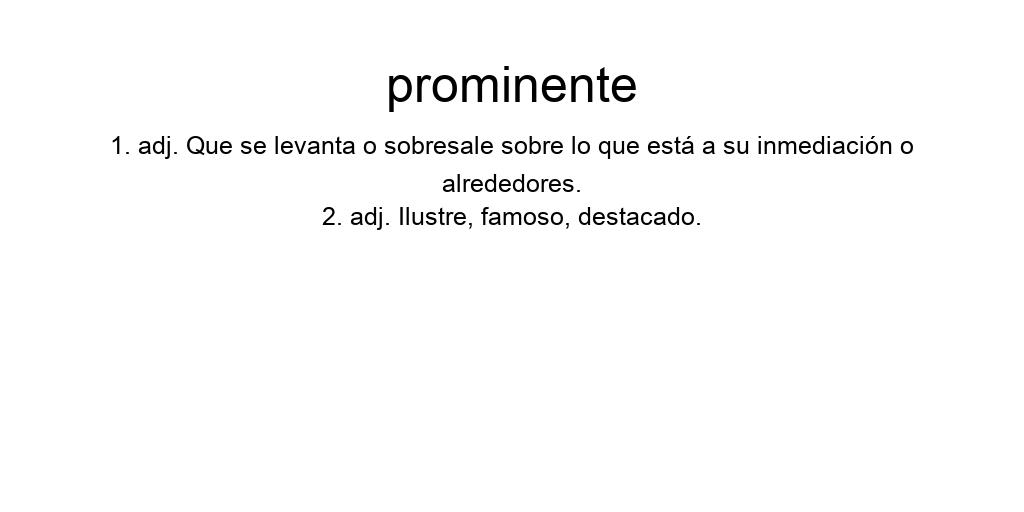 prominente
1. adj. Que se levanta o sobresale sobre lo que está a su inmediación o
alrededores.
2. adj. Ilustre, famoso, destacado.